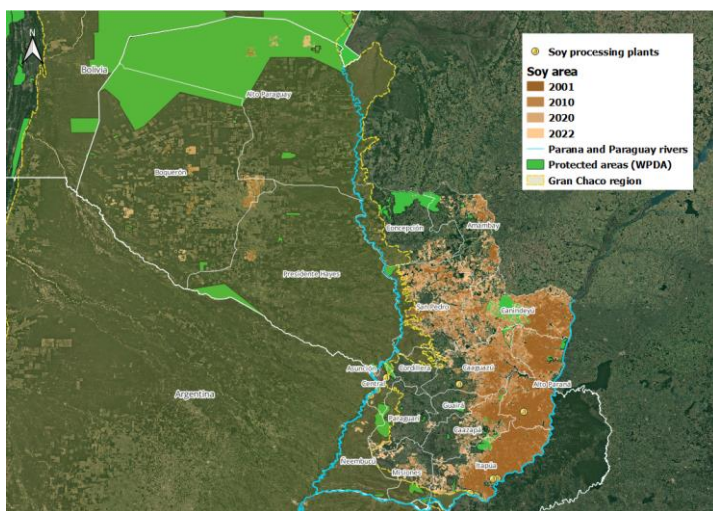 N
Soy processing plants
Soy area
2001
2010
2020
2022
Parana and Paraguay rivers
Protected areas (WPDA)
Gran Chaco region
Bolivia
Alto Paraguay
Boquerón
Concepción
Amambay
Presidente Hayes
San Pedro
Canindeyú
Asunción
Cordillera
Caaguazú
Central
Alto Paraná
Argentina
Guairá
Paraguarí
Caazapá
Ñeembucú
Misiones
Itapúa